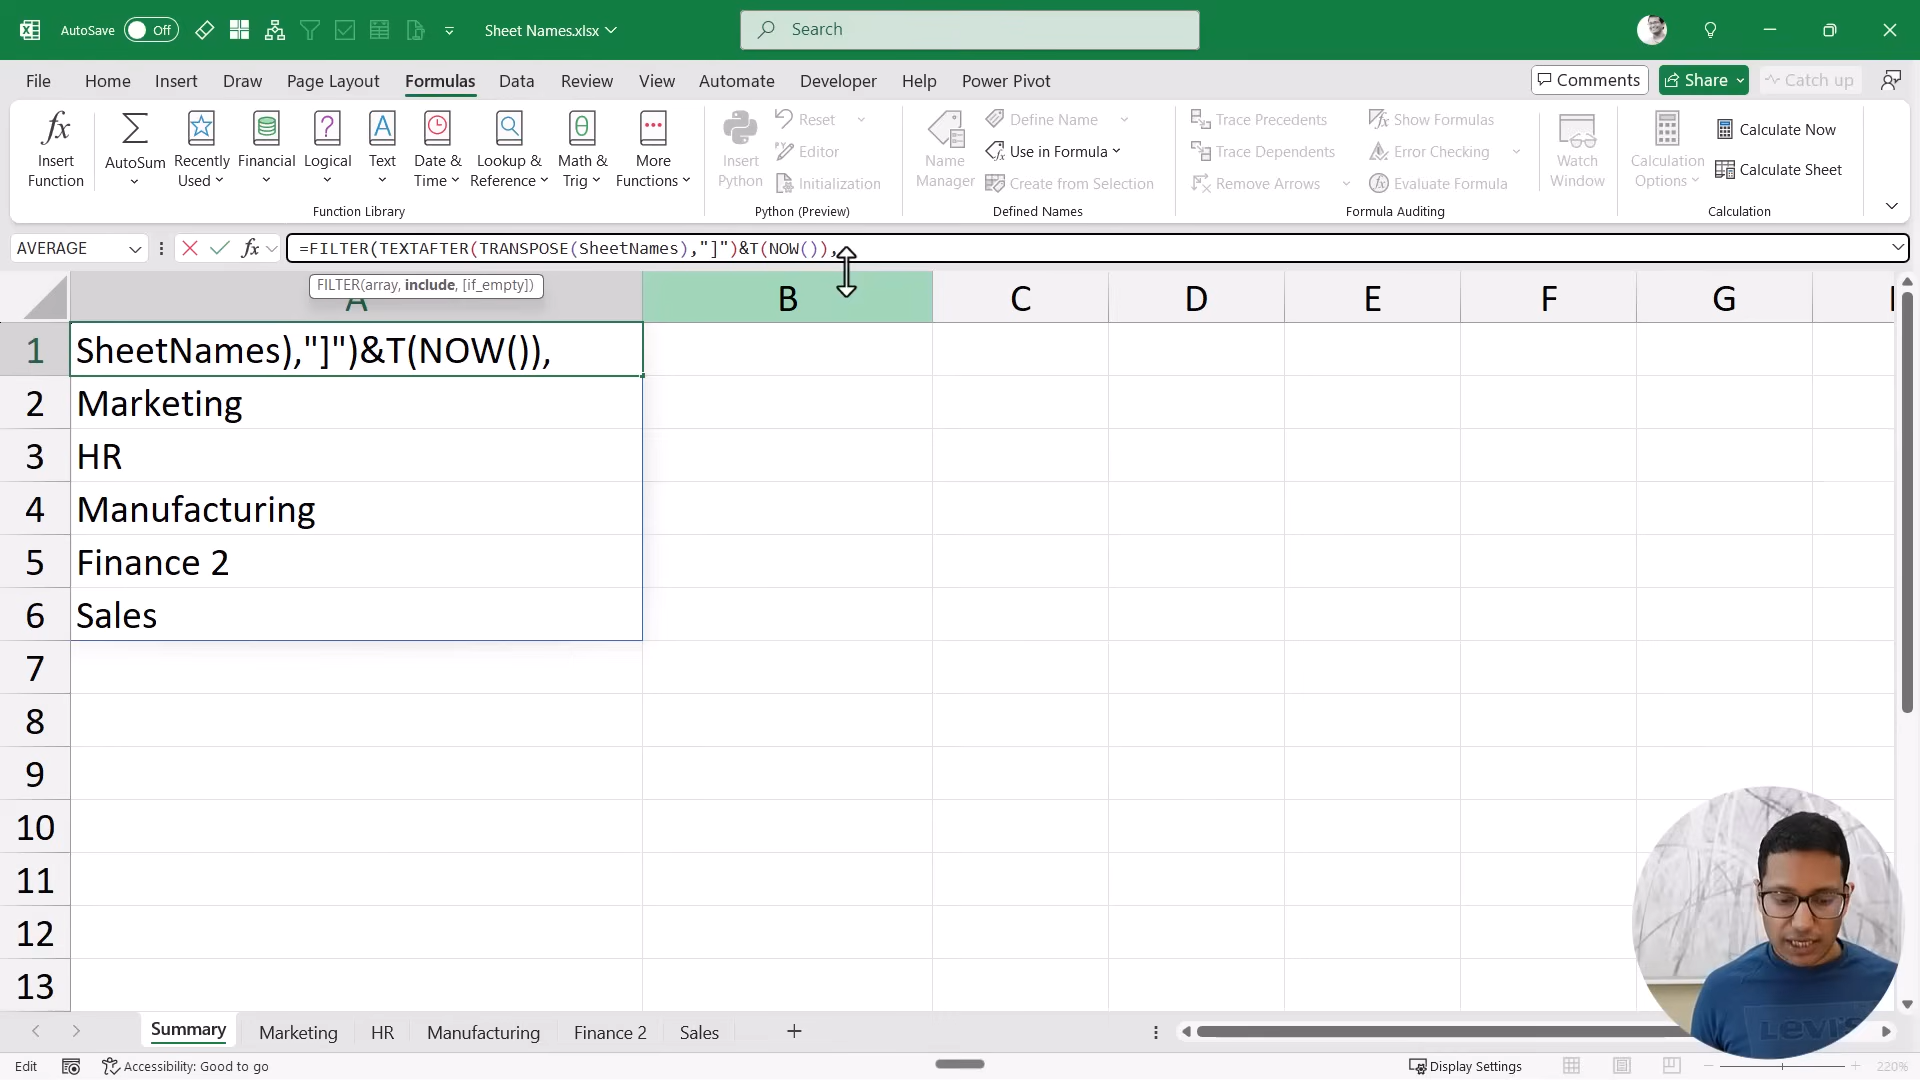 AutoSave Off Sheet Names.xlsx Search
File Home Insert Draw Page Layout Formulas Data Review View Automate Developer Help Power Pivot Comments Share Catch up
Insert Function
AutoSum
Recently Used
Financial
Logical
Text
Date & Time
Lookup & Reference
Math & Trig
More Functions
Function Library
Insert Python
Reset
Editor
Initialization
Python (Preview)
Name Manager
Define Name
Use in Formula
Create from Selection
Defined Names
Trace Precedents
Trace Dependents
Remove Arrows
Show Formulas
Error Checking
Evaluate Formula
Formula Auditing
Watch Window
Calculation Options
Calculate Now
Calculate Sheet
Calculation
AVERAGE fx =FILTER(TEXTAFTER(TRANSPOSE(SheetNames),"]")&T(NOW()),
FILTER(array, include, [if_empty])
A B C D E F G
1 SheetNames),"]")&T(NOW()),
2 Marketing
3 HR
4 Manufacturing
5 Finance 2
6 Sales
7
8
9
10
11
12
13
LEVI'S
Summary Marketing HR Manufacturing Finance 2 Sales
Edit Accessibility: Good to go Display Settings 220%